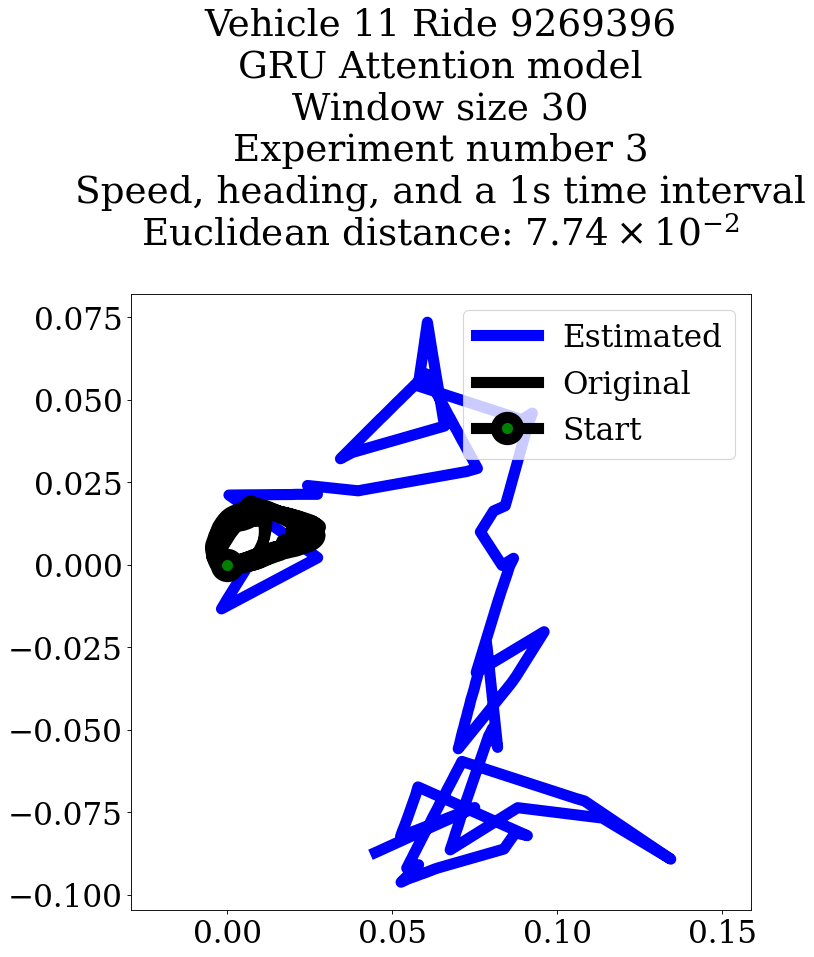 Vehicle 11 Ride 9269396
GRU Attention model
Window size 30
Experiment number 3
Speed, heading, and a 1s time interval
Euclidean distance: 7.74 × 10⁻²
Estimated
Original
Start
0.075
0.050
0.025
0.000
−0.025
−0.050
−0.075
−0.100
0.00 0.05 0.10 0.15